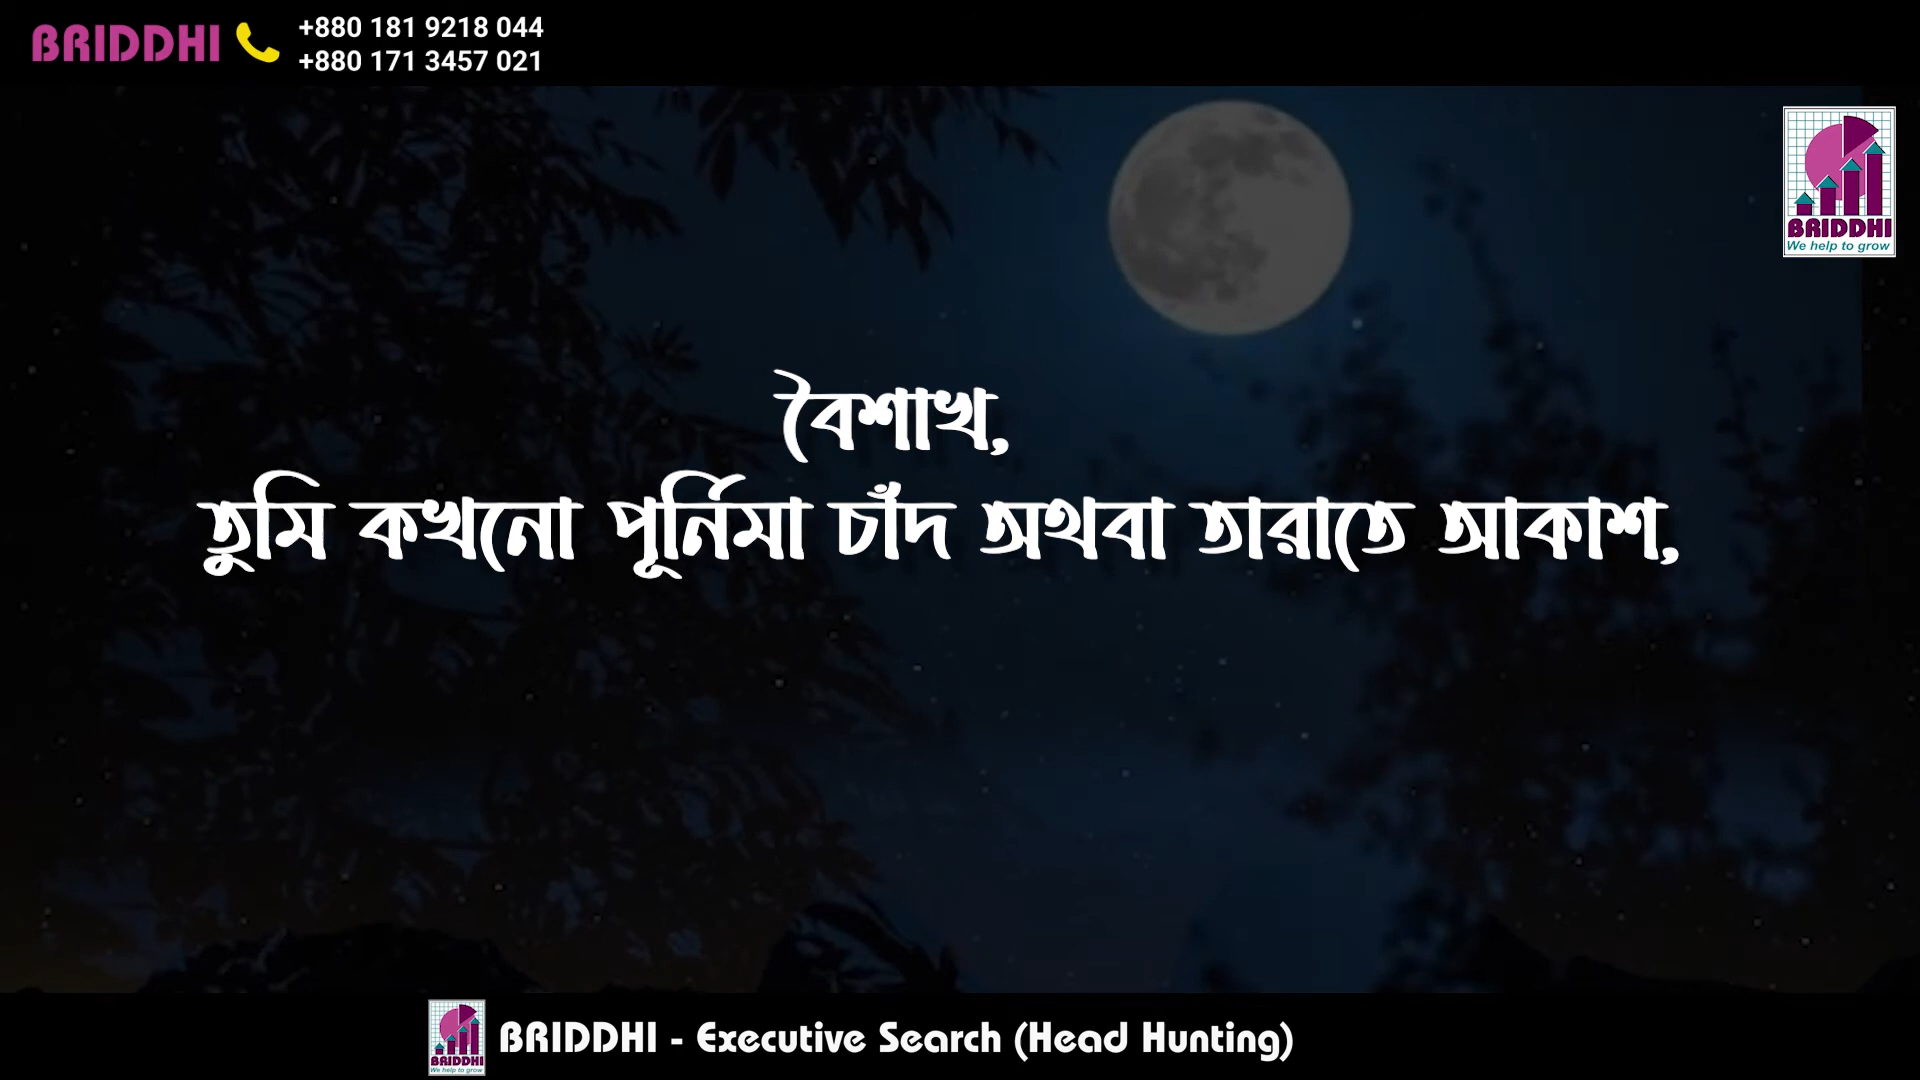 BRIDDHI
+880 181 9218 044
+880 171 3457 021
BRIDDHI
We help to grow
বৈশাখ,
তুমি কখনো পূর্নিমা চাঁদ অথবা তারাতে আকাশ,
BRIDDHI
We help to grow
BRIDDHI - Executive Search (Head Hunting)